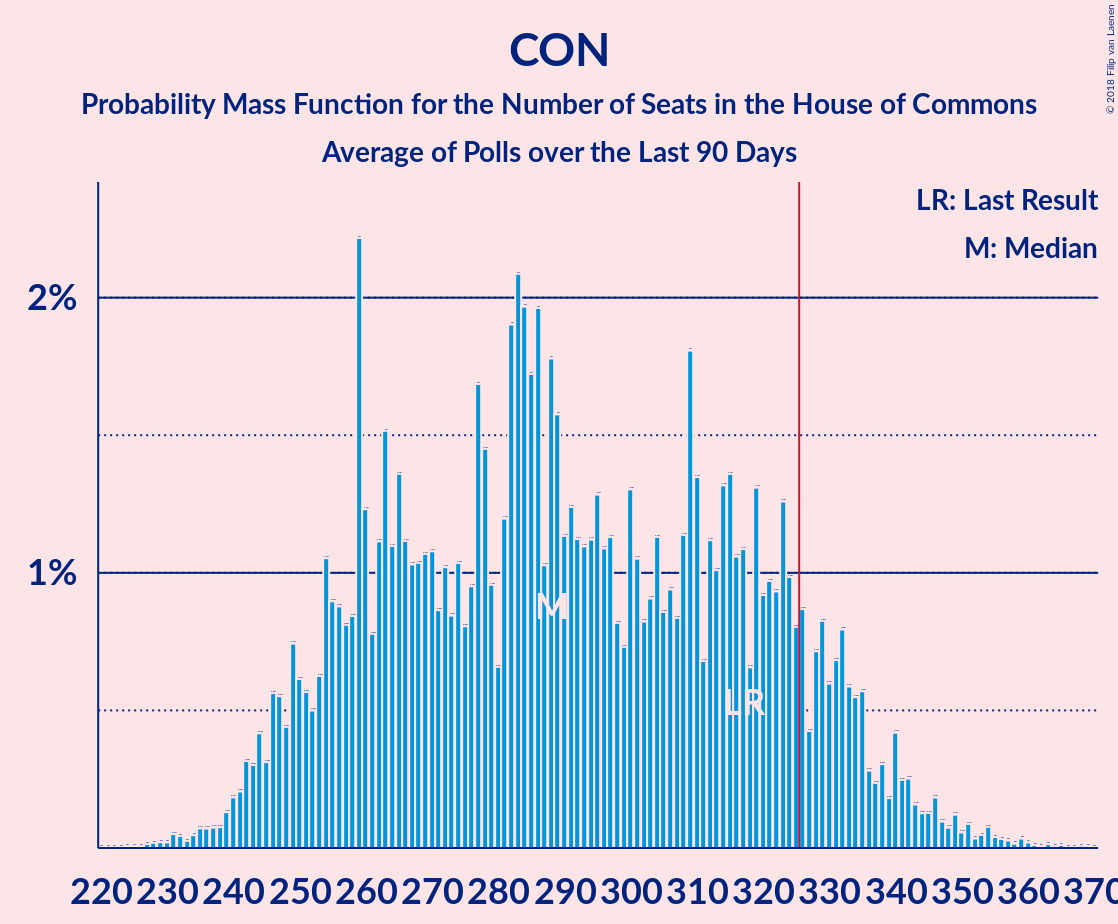 CON
Probability Mass Function for the Number of Seats in the House of Commons
Average of Polls over the Last 90 Days
© 2018 Filip van Laenen
LR: Last Result
M: Median
2%
1%
M
LR
220 230 240 250 260 270 280 290 300 310 320 330 340 350 360 370